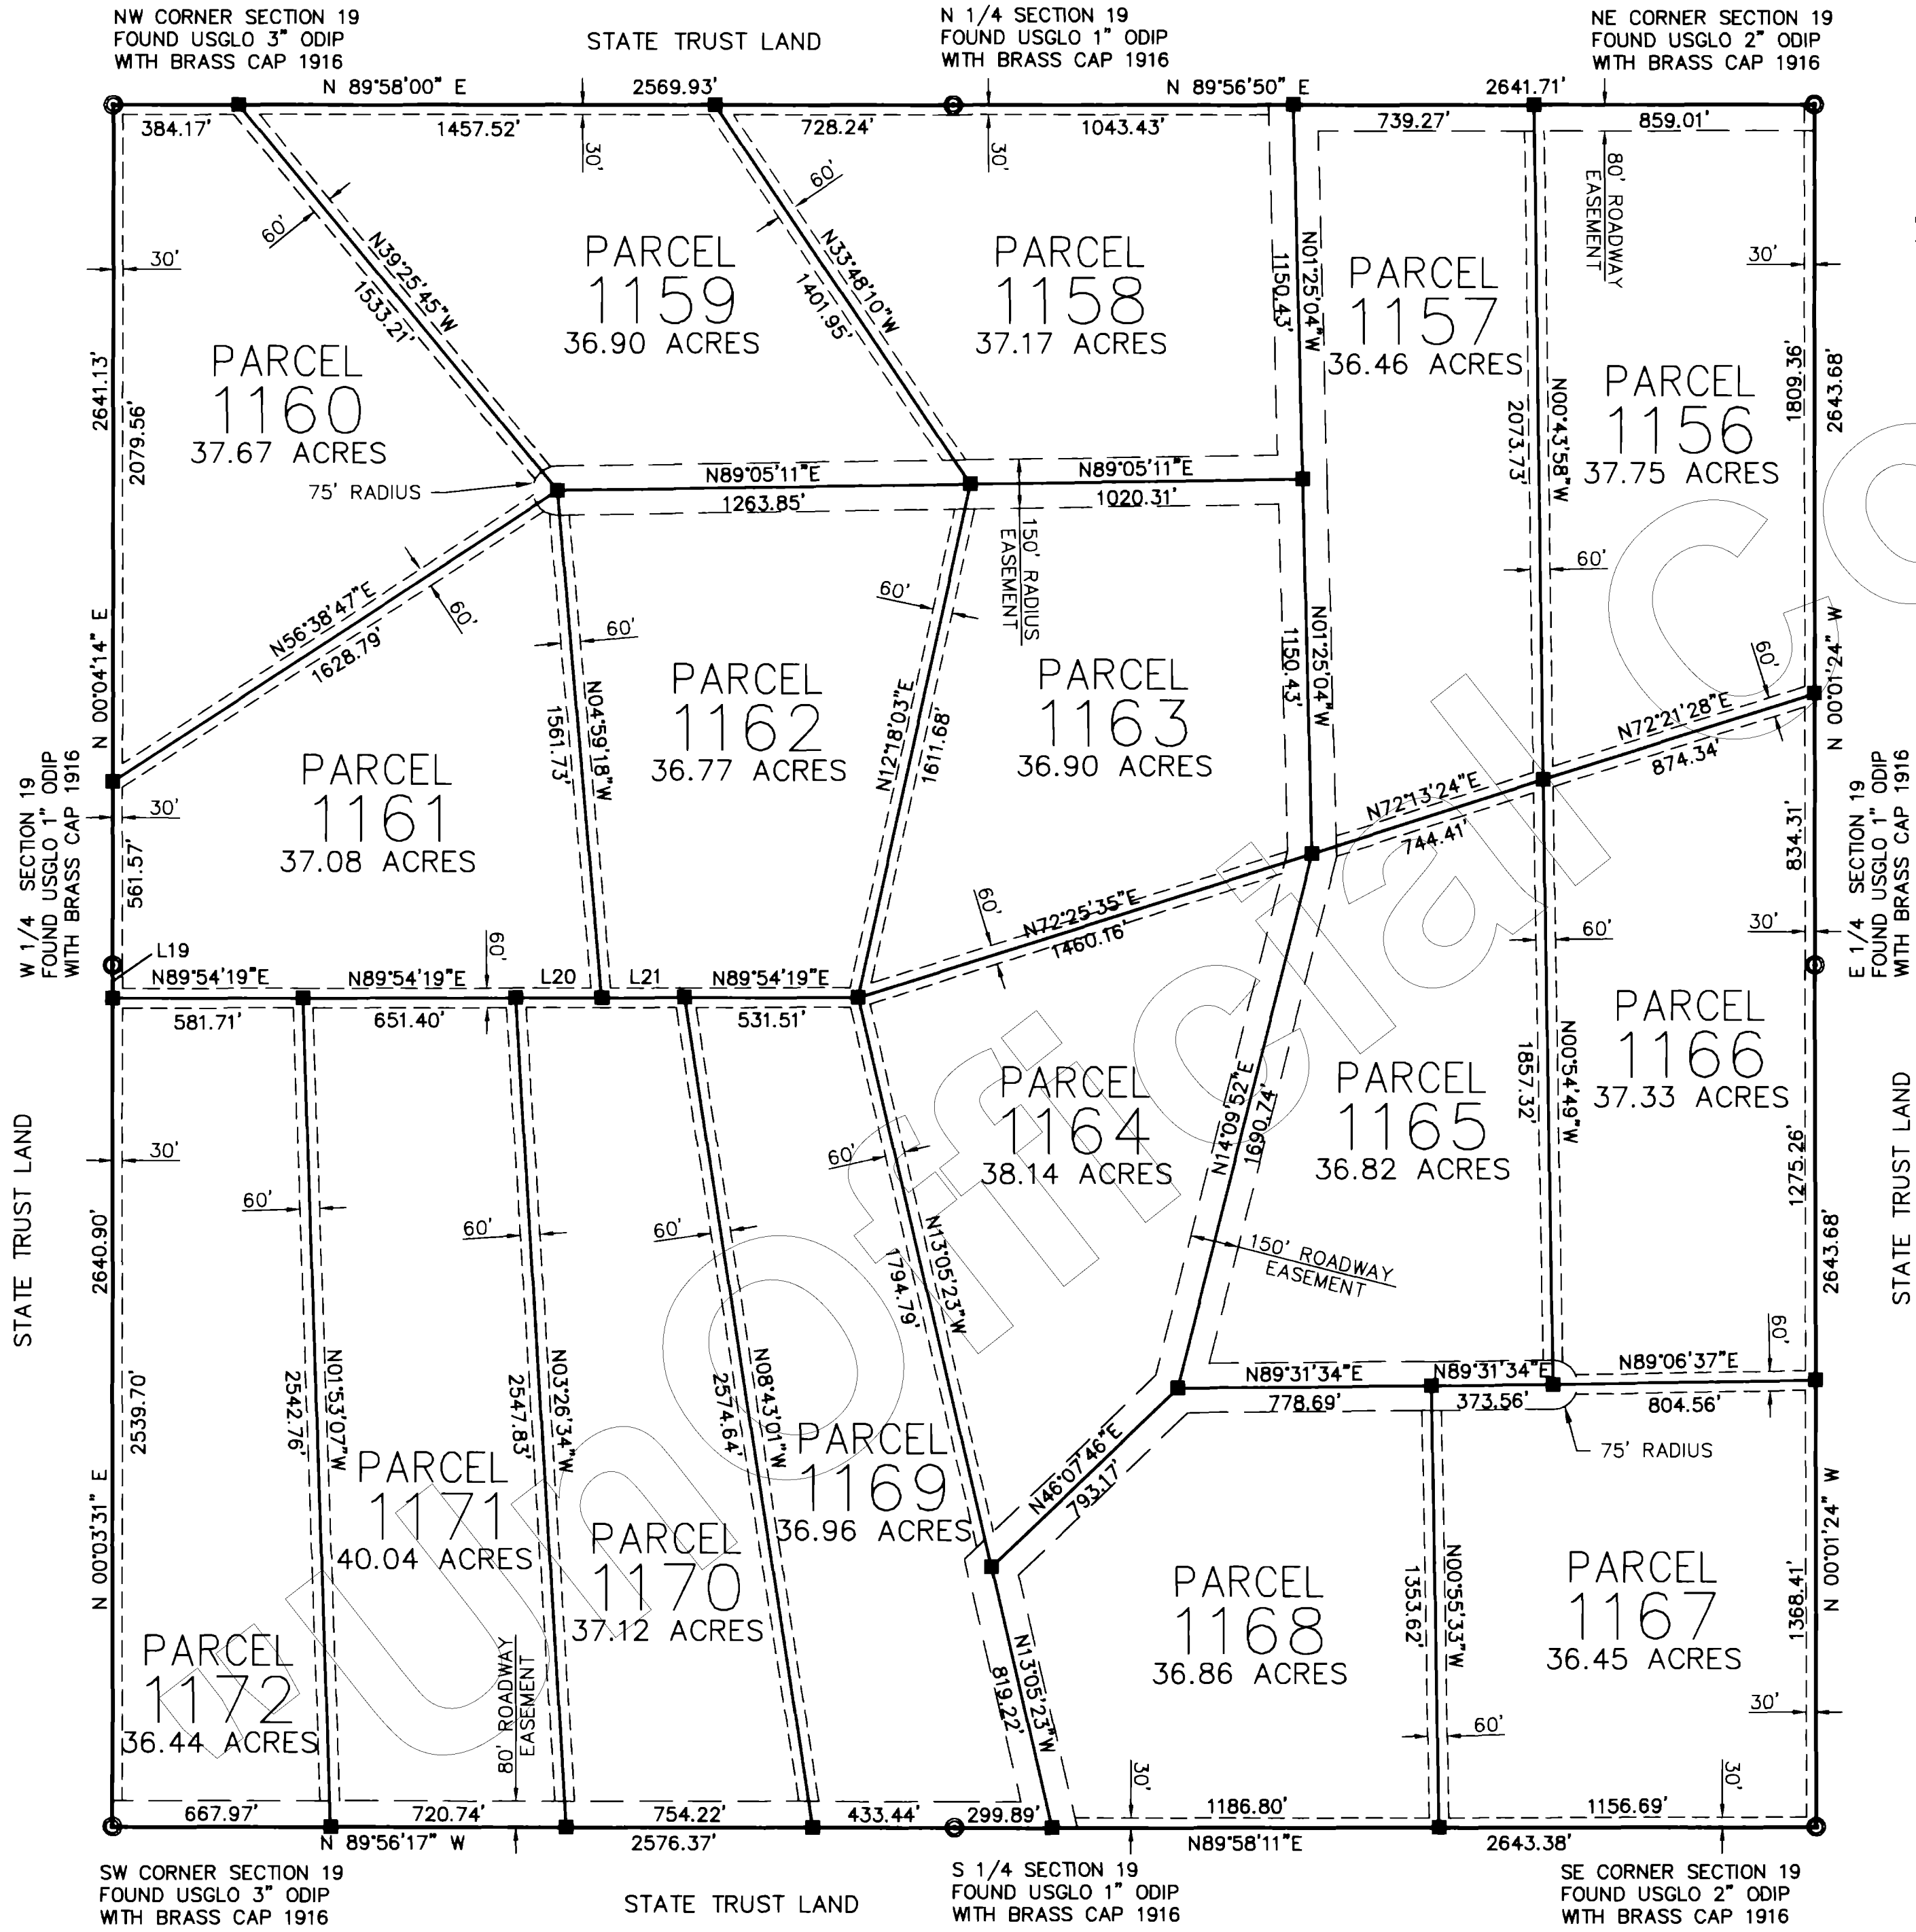 NW CORNER SECTION 19
FOUND USGLO 3" ODIP
WITH BRASS CAP 1916
STATE TRUST LAND
N 1/4 SECTION 19
FOUND USGLO 1" ODIP
WITH BRASS CAP 1916
NE CORNER SECTION 19
FOUND USGLO 2" ODIP
WITH BRASS CAP 1916
N 89°58'00" E
2569.93'
N 89°56'50" E
2641.71'
384.17'
1457.52'
728.24'
1043.43'
739.27'
859.01'
30'
30'
80' ROADWAY
EASEMENT
60'
60'
N39°25'45"W
1533.21'
60'
N33°48'10"W
1401.95'
30'
30'
PARCEL
1159
36.90 ACRES
PARCEL
1158
37.17 ACRES
N01°25'04"W
1150.43'
PARCEL
1157
36.46 ACRES
PARCEL
1160
37.67 ACRES
PARCEL
1156
37.75 ACRES
2641.13'
2079.56'
N00°43'58"W
2073.73'
1809.36'
2643.68'
75' RADIUS
N89°05'11"E
1263.85'
N89°05'11"E
1020.31'
150' RADIUS
EASEMENT
N56°38'47"E
1628.79'
60'
60'
60'
60'
N 00°04'14" E
N 00°01'24" W
N04°59'18"W
1561.73'
PARCEL
1162
36.77 ACRES
N12°18'03"E
1611.68'
PARCEL
1163
36.90 ACRES
N01°25'04"W
1150.43'
60'
N72°21'28"E
874.34'
N72°13'24"E
744.41'
PARCEL
1161
37.08 ACRES
30'
561.57'
834.31'
W 1/4 SECTION 19
FOUND USGLO 1" ODIP
WITH BRASS CAP 1916
E 1/4 SECTION 19
FOUND USGLO 1" ODIP
WITH BRASS CAP 1916
60'
N72°25'35"E
1460.16'
60'
30'
L19
N89°54'19"E
N89°54'19"E
60'
L20
L21
N89°54'19"E
581.71'
651.40'
531.51'
PARCEL
1164
38.14 ACRES
PARCEL
1165
36.82 ACRES
PARCEL
1166
37.33 ACRES
N14°09'52"E
1690.74'
N00°54'49"W
1857.32'
1275.26'
STATE TRUST LAND
STATE TRUST LAND
30'
60'
60'
60'
60'
150' ROADWAY
EASEMENT
2640.90'
2539.70'
2643.68'
N13°05'23"W
1794.79'
N01°53'07"W
2542.76'
N03°26'34"W
2547.83'
N08°43'01"W
2574.64'
N89°31'34"E
778.69'
N89°31'34"E
373.56'
N89°06'37"E
804.56'
60'
75' RADIUS
N46°07'46"E
793.17'
PARCEL
1169
36.96 ACRES
PARCEL
1171
40.04 ACRES
PARCEL
1170
37.12 ACRES
PARCEL
1168
36.86 ACRES
PARCEL
1167
36.45 ACRES
PARCEL
1172
36.44 ACRES
N 00°03'31" E
N 00°01'24" W
N00°55'33"W
1353.62'
1368.41'
N13°05'23"W
819.22'
80' ROADWAY
EASEMENT
60'
30'
30'
30'
667.97'
720.74'
754.22'
433.44'
299.89'
1186.80'
1156.69'
N 89°56'17" W
2576.37'
N89°58'11"E
2643.38'
SW CORNER SECTION 19
FOUND USGLO 3" ODIP
WITH BRASS CAP 1916
STATE TRUST LAND
S 1/4 SECTION 19
FOUND USGLO 1" ODIP
WITH BRASS CAP 1916
SE CORNER SECTION 19
FOUND USGLO 2" ODIP
WITH BRASS CAP 1916